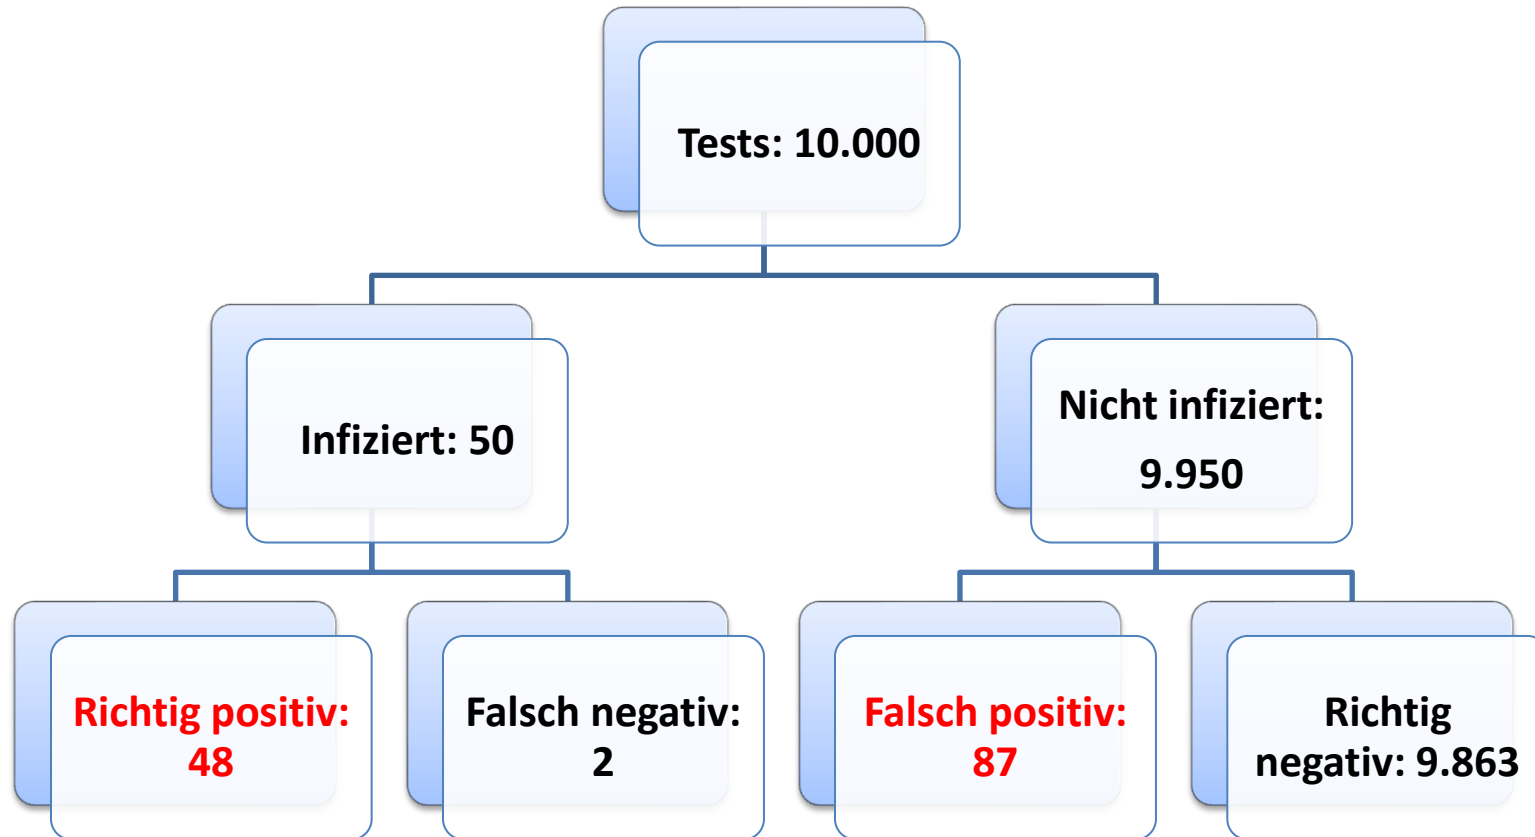 Tests: 10.000
Infiziert: 50
Nicht infiziert:
9.950
Richtig positiv:
48
Falsch negativ:
2
Falsch positiv:
87
Richtig
negativ: 9.863